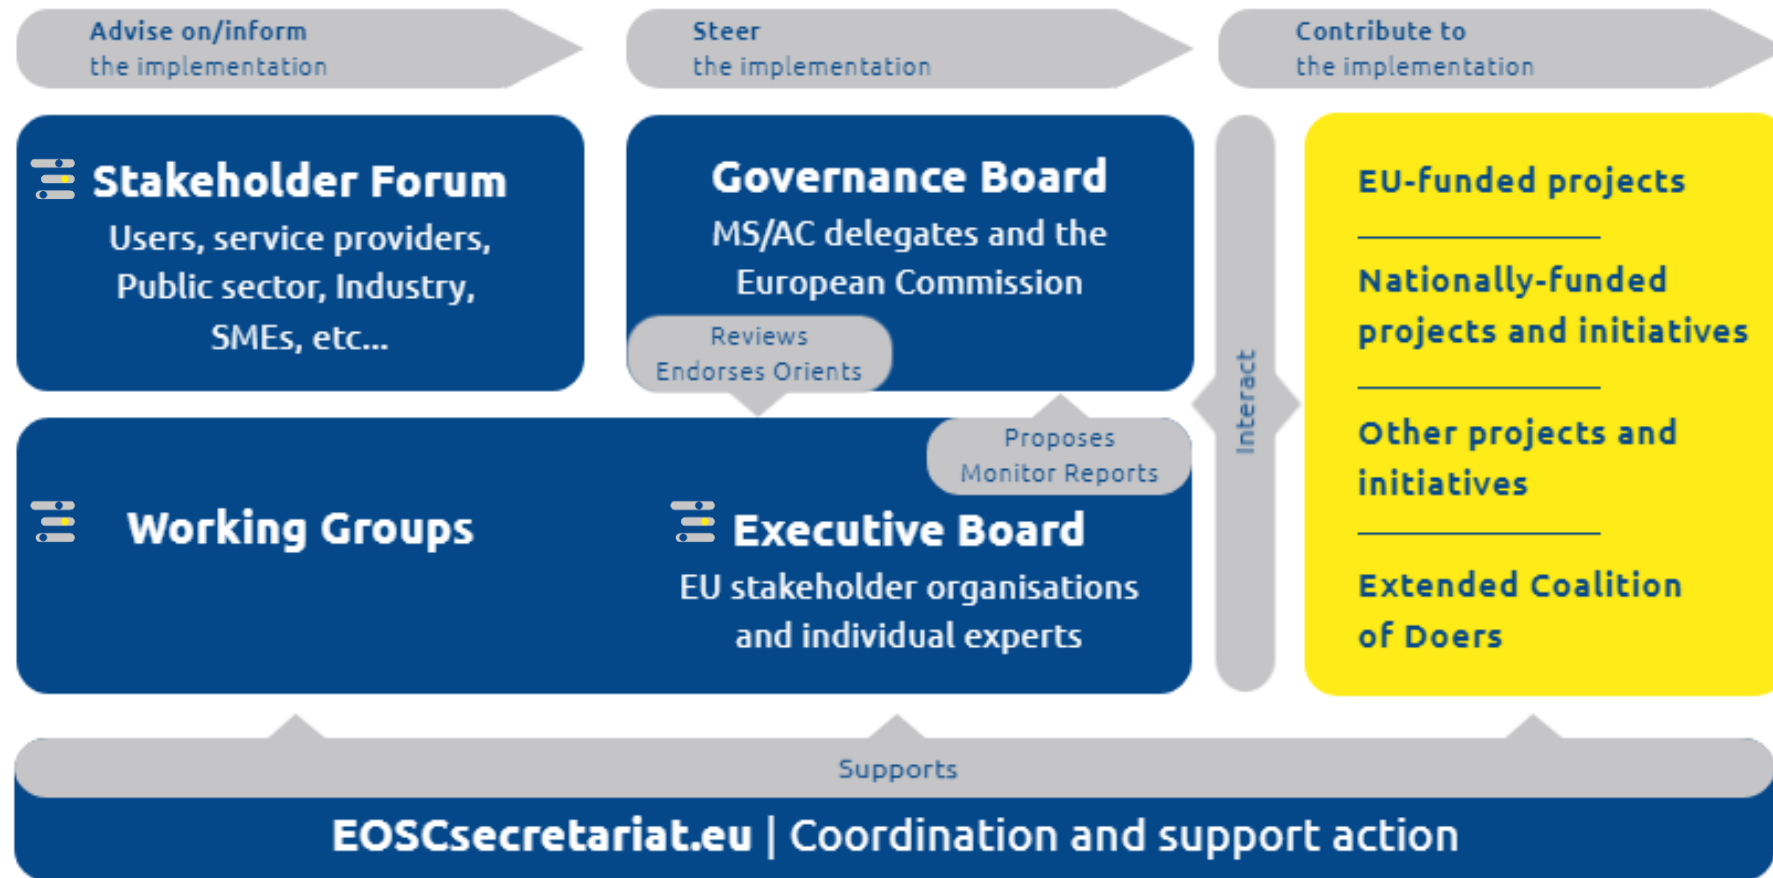 Advise on/inform
the implementation
Steer
the implementation
Contribute to
the implementation
Stakeholder Forum
Users, service providers,
Public sector, Industry,
SMEs, etc...
Governance Board
MS/AC delegates and the
European Commission
Reviews
Endorses Orients
Proposes
Monitor Reports
Working Groups
Executive Board
EU stakeholder organisations
and individual experts
Interact
EU-funded projects
Nationally-funded
projects and initiatives
Other projects and
initiatives
Extended Coalition
of Doers
Supports
EOSCsecretariat.eu | Coordination and support action